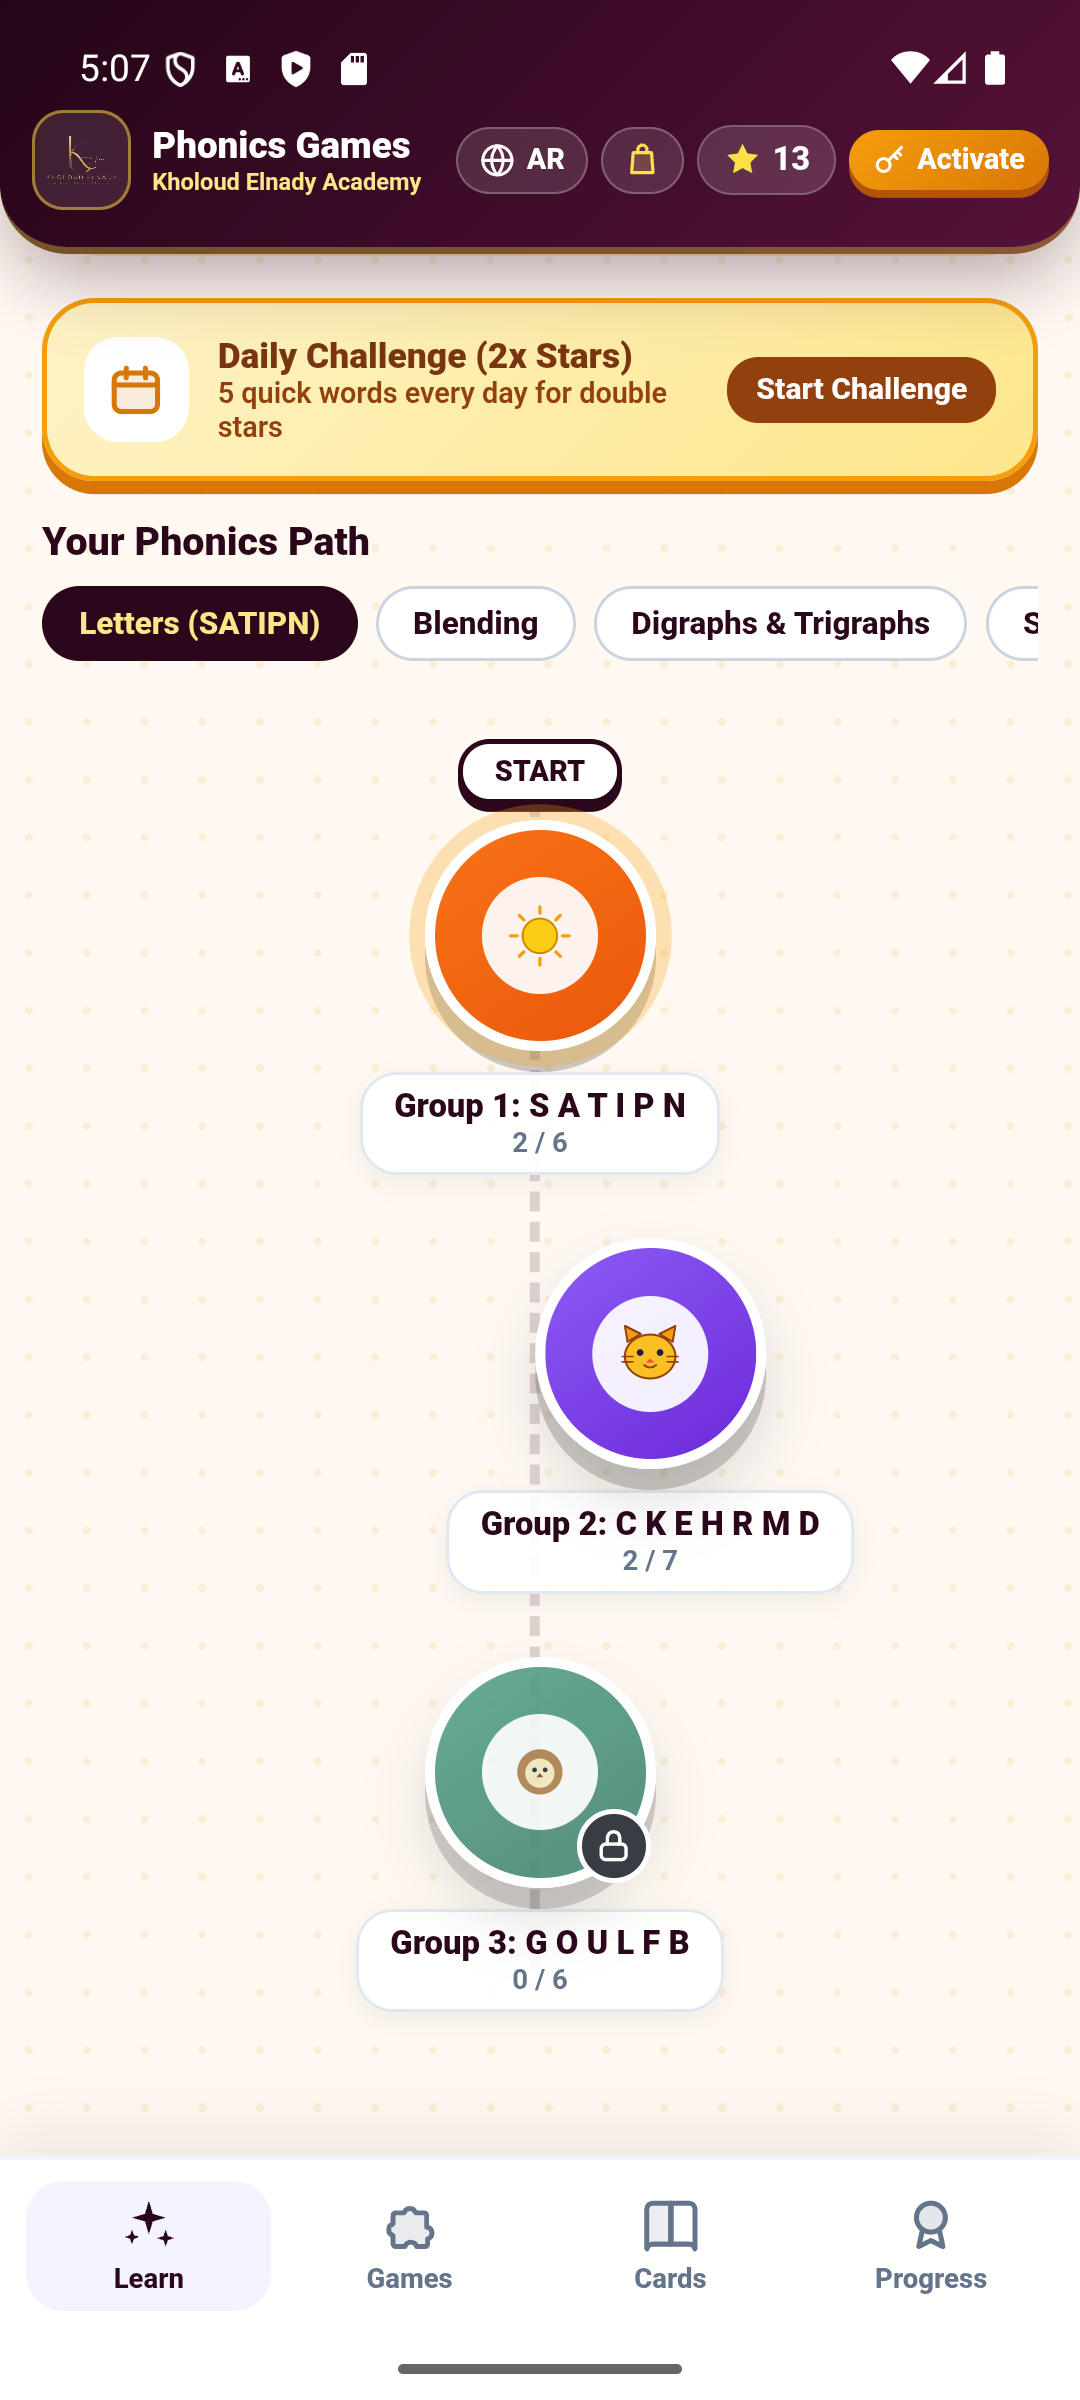 5:07
Phonics Games
Kholoud Elnady Academy
AR
13
Activate
Daily Challenge (2x Stars)
5 quick words every day for double
stars
Start Challenge
Your Phonics Path
Letters (SATIPN)
Blending
Digraphs & Trigraphs
START
Group 1: S A T I P N
2 / 6
Group 2: C K E H R M D
2 / 7
Group 3: G O U L F B
0 / 6
Learn
Games
Cards
Progress